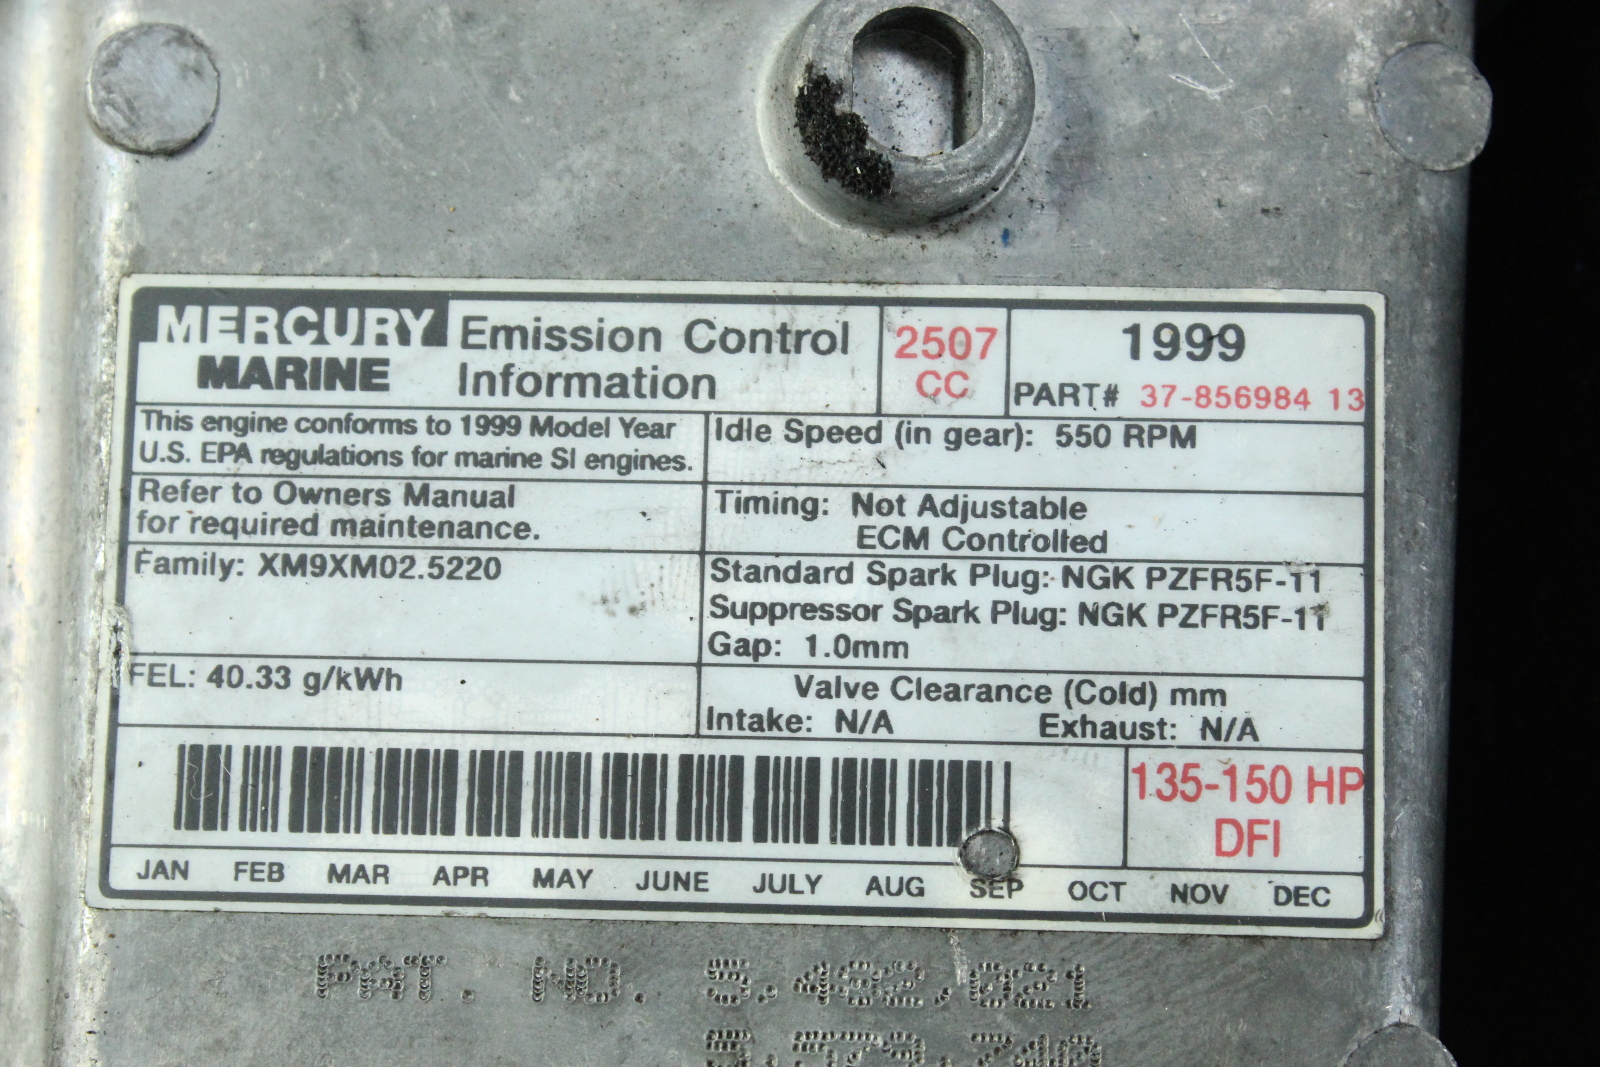 MERCURY MARINE
Emission Control Information
2507 CC
1999
PART# 37-856984 13
This engine conforms to 1999 Model Year
U.S. EPA regulations for marine SI engines.
Idle Speed (in gear): 550 RPM
Refer to Owners Manual
for required maintenance.
Timing: Not Adjustable
ECM Controlled
Family: XM9XM02.5220
Standard Spark Plug: NGK PZFR5F-11
Suppressor Spark Plug: NGK PZFR5F-11
Gap: 1.0mm
FEL: 40.33 g/kWh
Valve Clearance (Cold) mm
Intake: N/A Exhaust: N/A
135-150 HP
DFI
JAN FEB MAR APR MAY JUNE JULY AUG SEP OCT NOV DEC
PAT. NO. 5,482,021